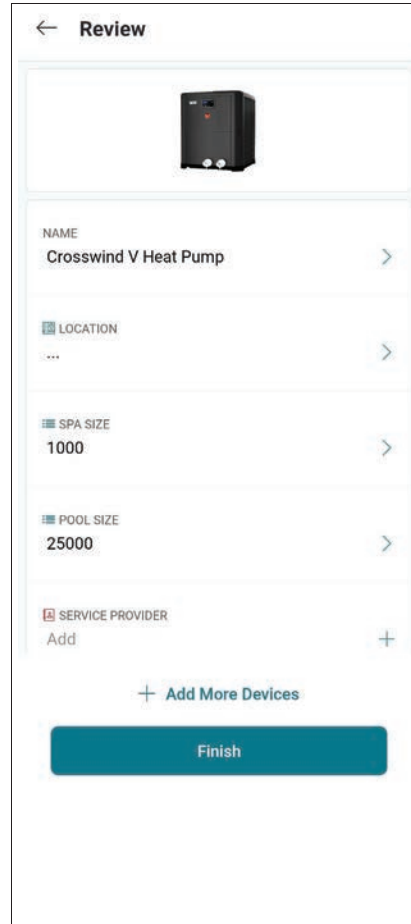 Review
NAME
Crosswind V Heat Pump
LOCATION
...
SPA SIZE
1000
POOL SIZE
25000
SERVICE PROVIDER
Add
Add More Devices
Finish